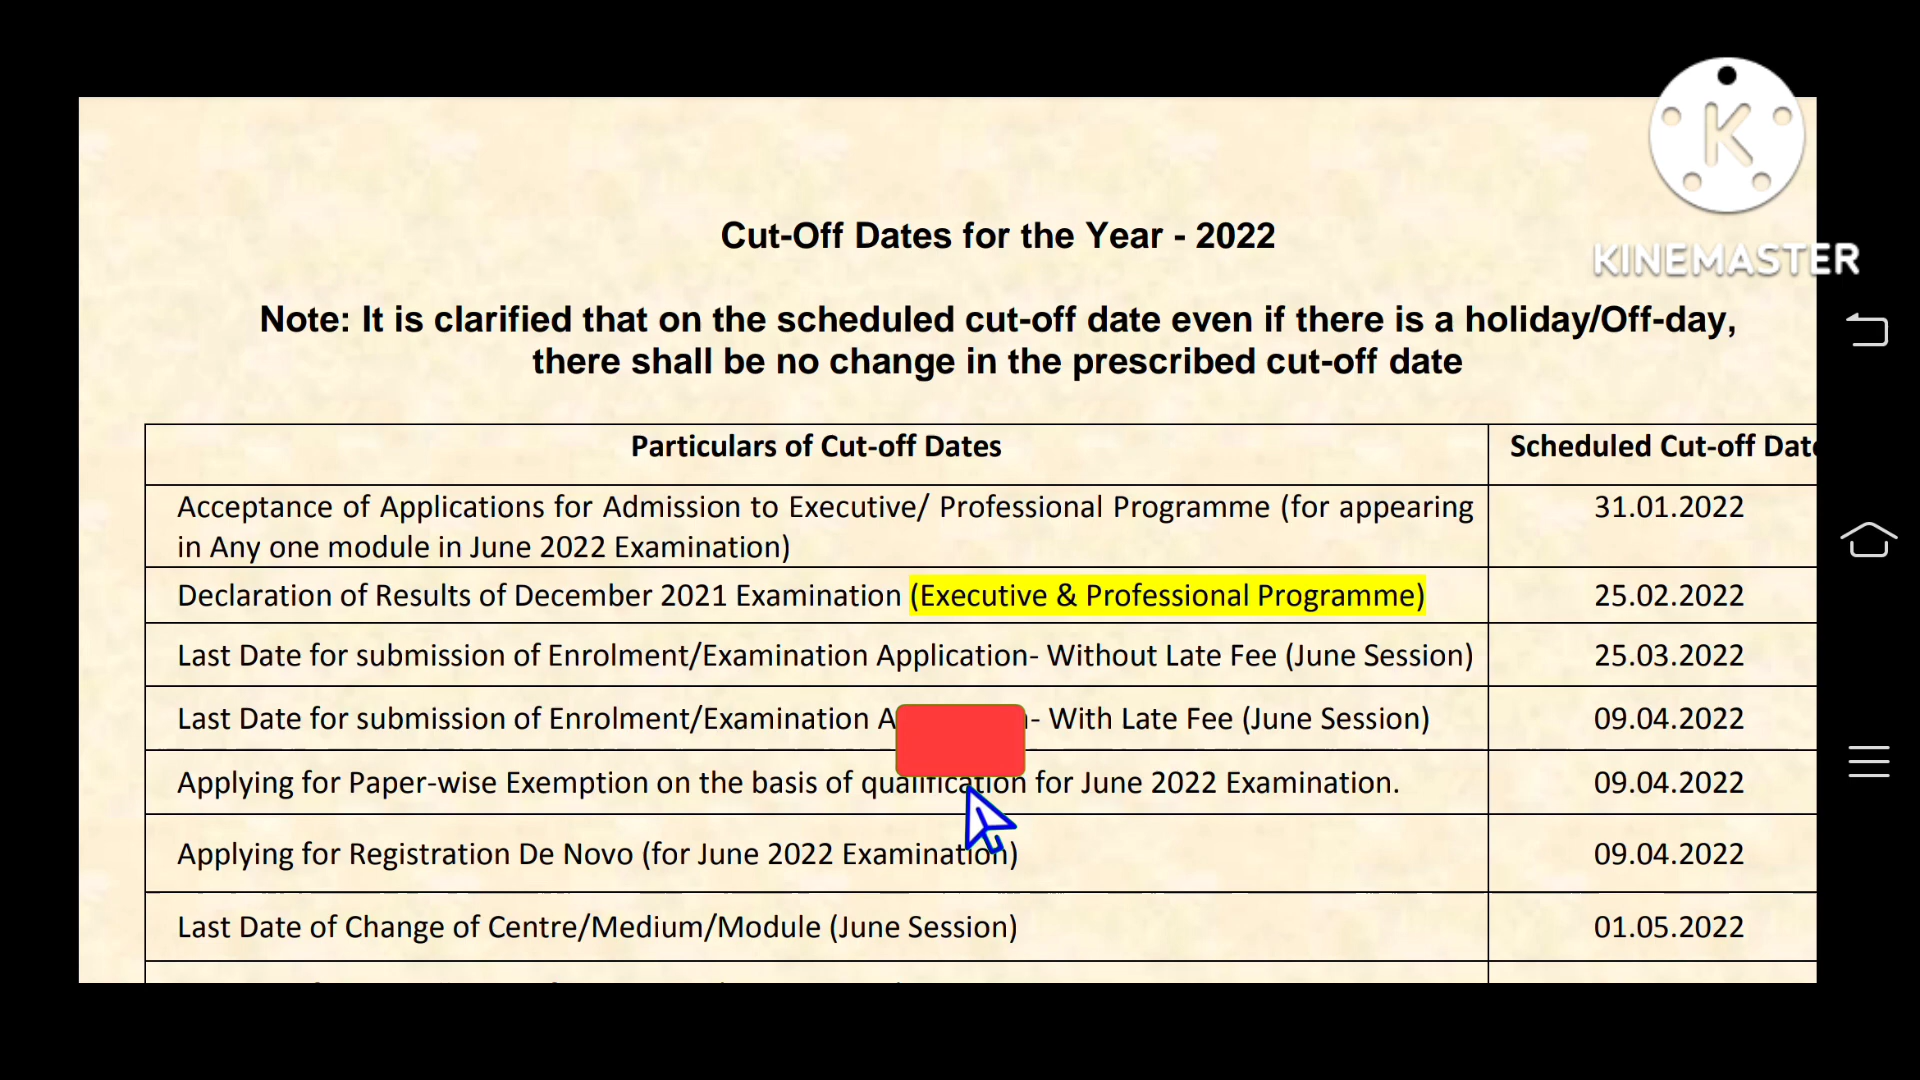 K
KINEMASTER
Cut-Off Dates for the Year - 2022
Note: It is clarified that on the scheduled cut-off date even if there is a holiday/Off-day,
there shall be no change in the prescribed cut-off date
Particulars of Cut-off Dates Scheduled Cut-off Date
Acceptance of Applications for Admission to Executive/ Professional Programme (for appearing 31.01.2022
in Any one module in June 2022 Examination)
Declaration of Results of December 2021 Examination (Executive & Professional Programme) 25.02.2022
Last Date for submission of Enrolment/Examination Application- Without Late Fee (June Session) 25.03.2022
Last Date for submission of Enrolment/Examination - With Late Fee (June Session) 09.04.2022
Applying for Paper-wise Exemption on the basis of qualification for June 2022 Examination. 09.04.2022
Applying for Registration De Novo (for June 2022 Examination) 09.04.2022
Last Date of Change of Centre/Medium/Module (June Session) 01.05.2022